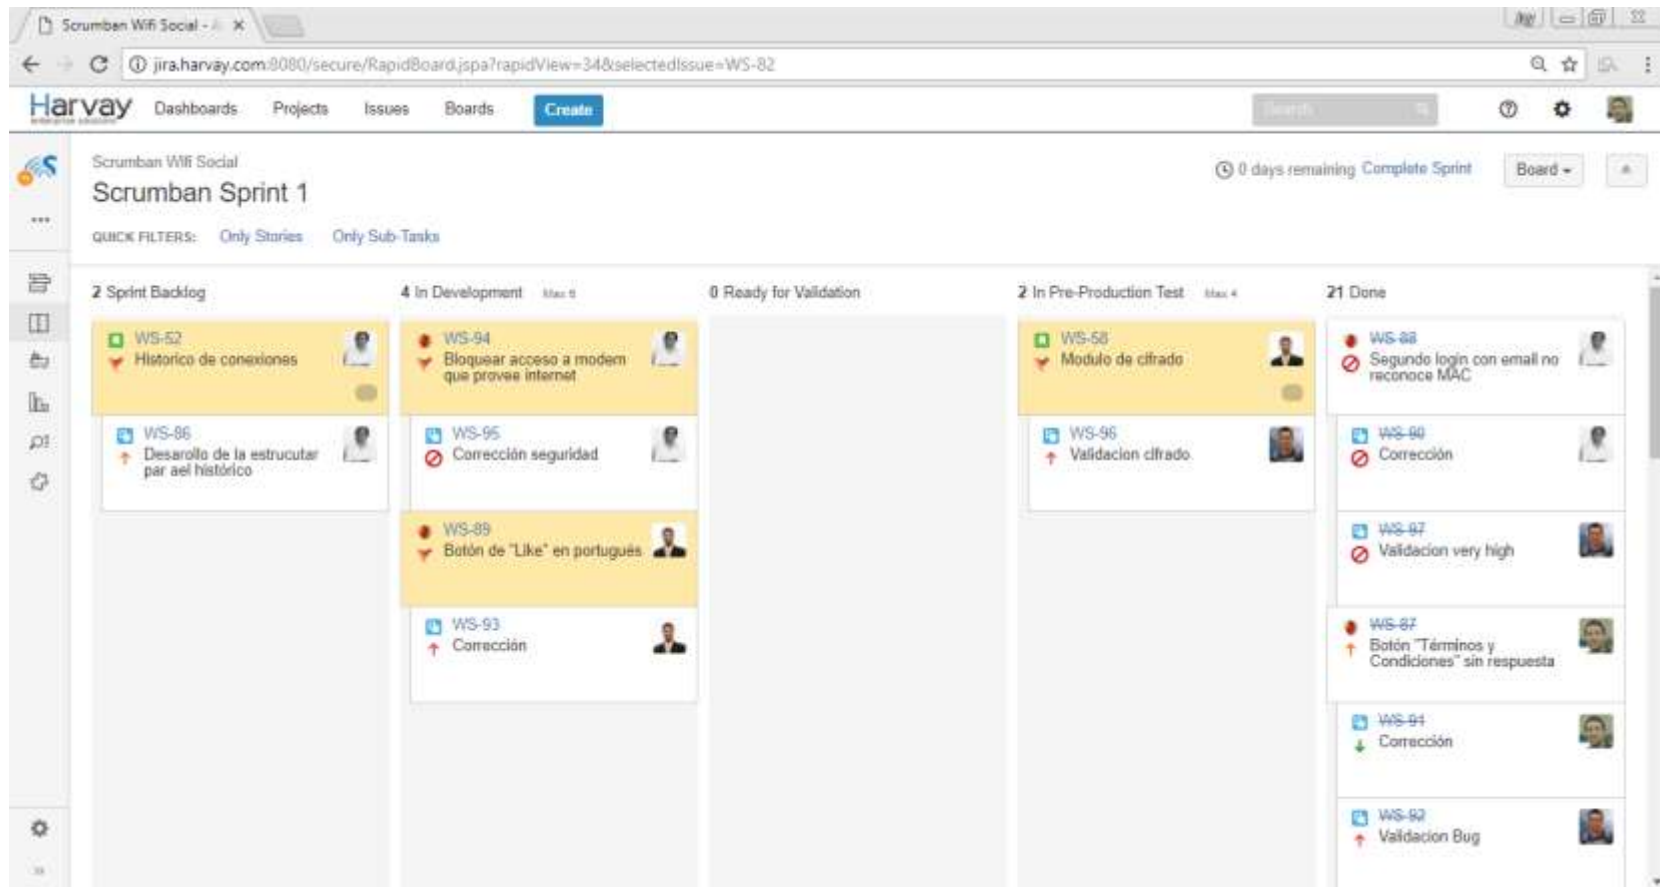 Scrumban Wifi Social -
jira.harvay.com:8080/secure/RapidBoard.jspa?rapidView=34&selectedIssue=WS-82
Harvay Dashboards Projects Issues Boards Create Search
Scrumban Wifi Social
Scrumban Sprint 1
0 days remaining Complete Sprint Board
QUICK FILTERS: Only Stories Only Sub-Tasks
2 Sprint Backlog
WS-52
Historico de conexiones
WS-86
Desarollo de la estrucutar
par ael histórico
4 In Development Max 6
WS-94
Bloquear acceso a modem
que provee internet
WS-95
Corrección seguridad
WS-89
Botón de "Like" en portugués
WS-93
Corrección
0 Ready for Validation
2 In Pre-Production Test Max 4
WS-58
Modulo de cifrado
WS-96
Validacion cifrado
21 Done
WS-88
Segundo login con email no
reconoce MAC
WS-90
Corrección
WS-97
Validacion very high
WS-87
Botón "Términos y
Condiciones" sin respuesta
WS-91
Corrección
WS-92
Validacion Bug